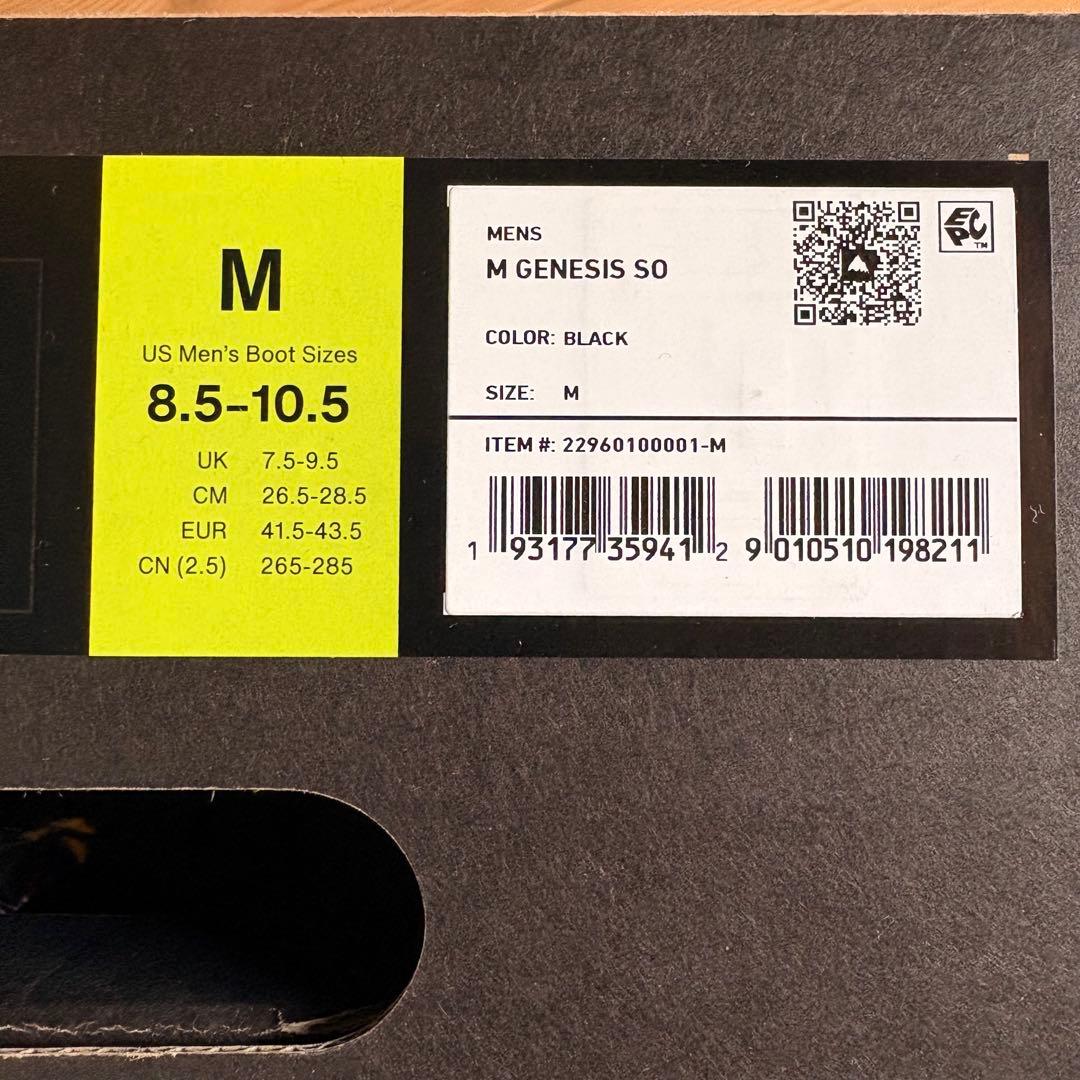 M
US Men's Boot Sizes
8.5-10.5
UK 7.5-9.5
CM 26.5-28.5
EUR 41.5-43.5
CN (2.5) 265-285
MENS
M GENESIS SO
COLOR: BLACK
SIZE: M
ITEM #: 22960100001-M
1 93177 35941 2
9 010510 198211
EPC
TM